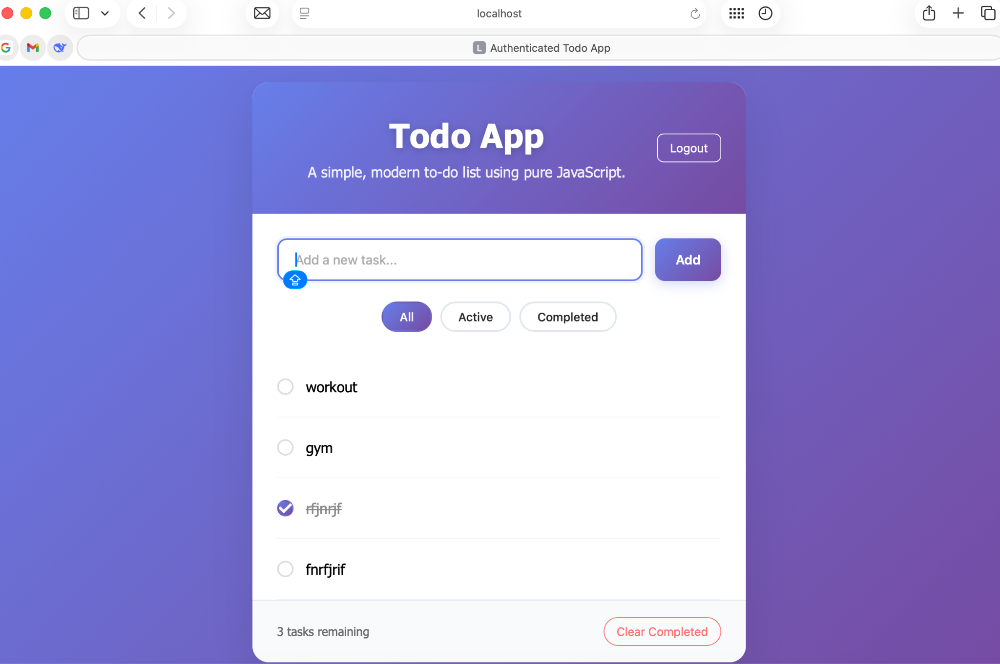 localhost
L Authenticated Todo App
Todo App
Logout
A simple, modern to-do list using pure JavaScript.
Add a new task...
Add
All
Active
Completed
workout
gym
rfjnrjf
fnrfjrif
3 tasks remaining
Clear Completed